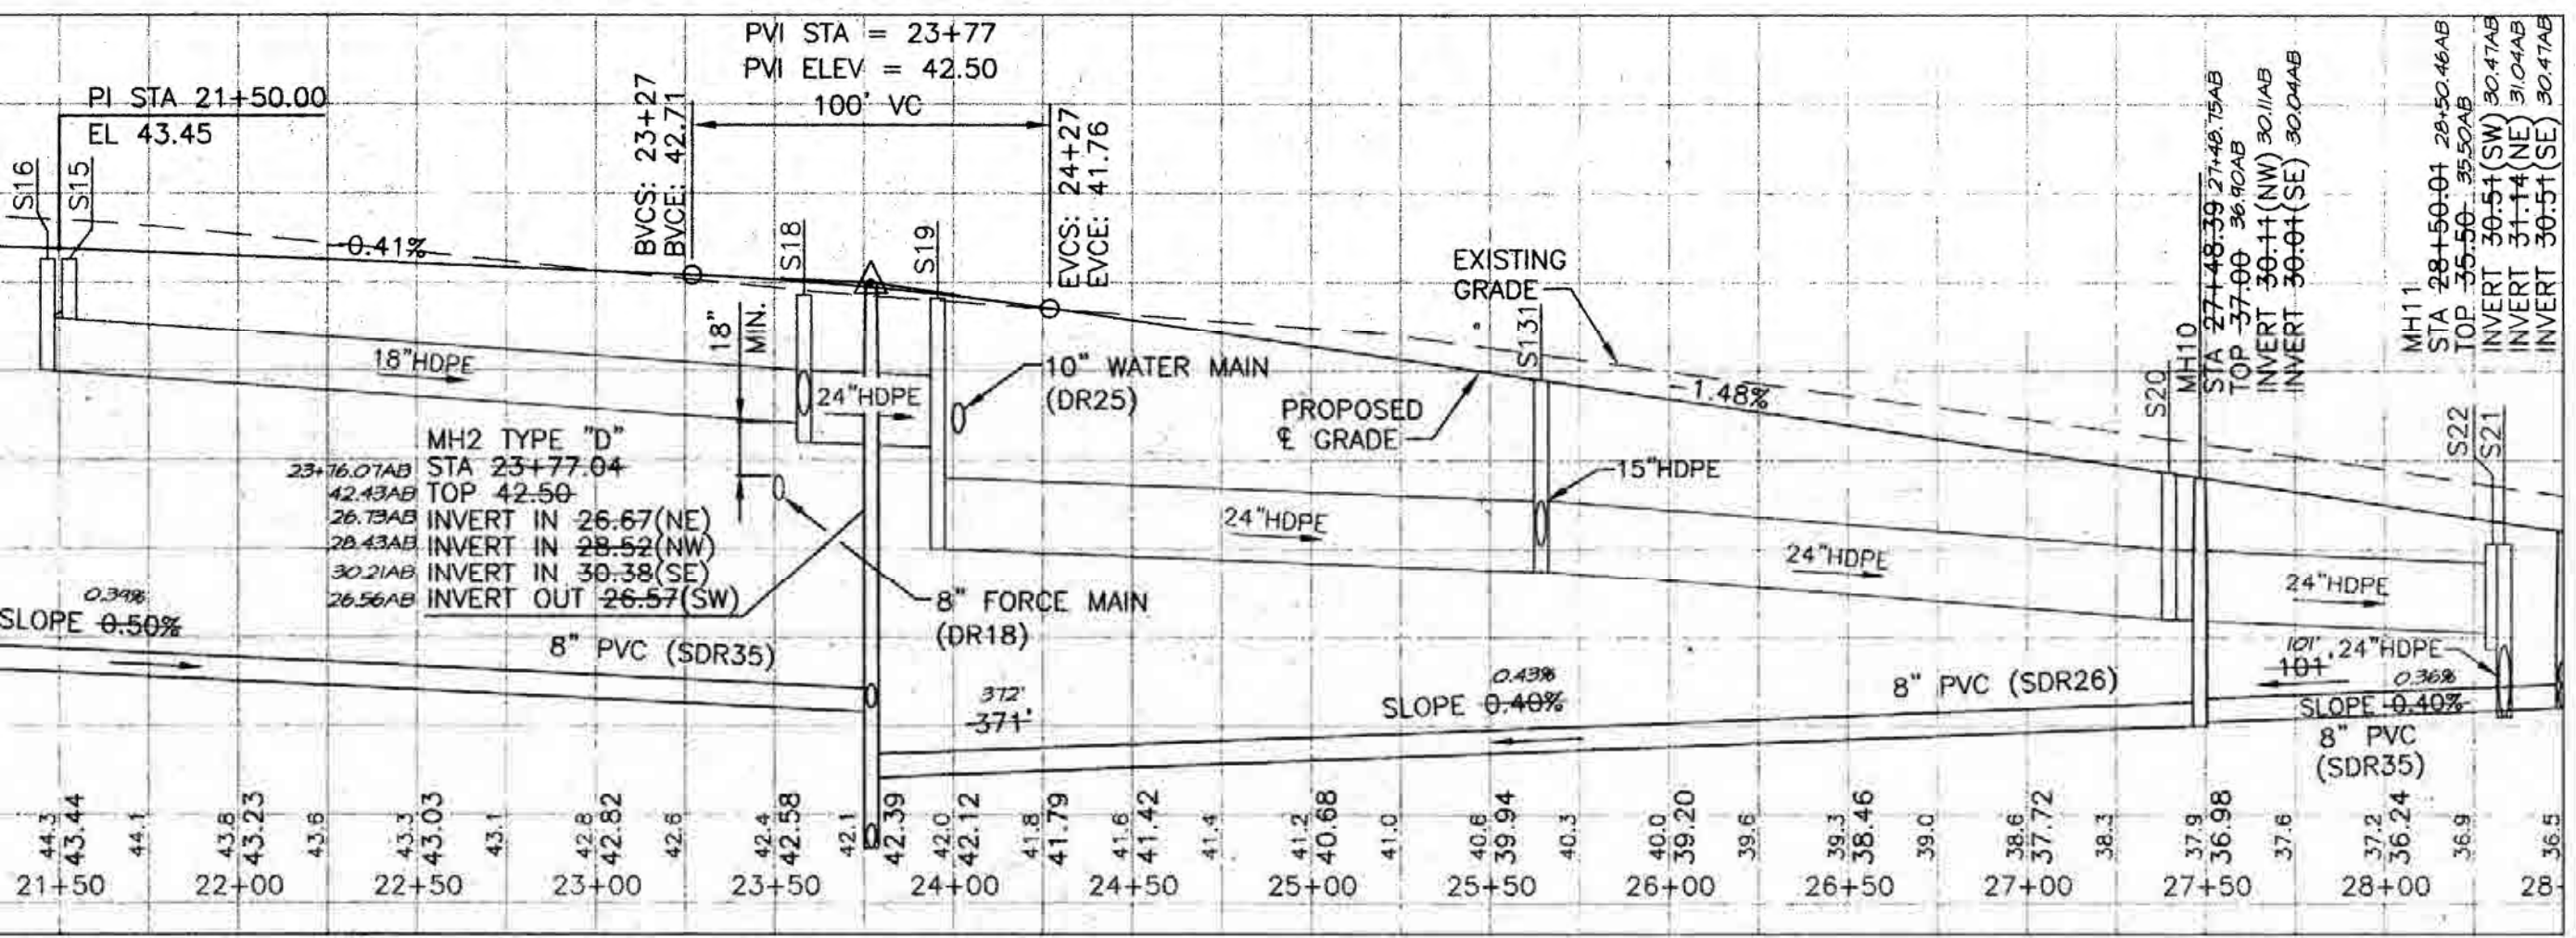 PVI STA = 23+77
PVI ELEV = 42.50
100' VC
PI STA 21+50.00
EL 43.45
S16
S15
-0.41%
BVCS: 23+27
BVCE: 42.71
EVCS: 24+27
EVCE: 41.76
S18
S19
18" MIN.
18"HDPE
24"HDPE
10" WATER MAIN
(DR25)
EXISTING
GRADE
PROPOSED
℄ GRADE
S131
-1.48%
15"HDPE
24"HDPE
24"HDPE
24"HDPE
MH2 TYPE "D"
23+76.07AB STA 23+77.04
42.43AB TOP 42.50
26.73AB INVERT IN 26.67(NE)
28.43AB INVERT IN 28.52(NW)
30.21AB INVERT IN 30.38(SE)
26.56AB INVERT OUT 26.57(SW)
8" FORCE MAIN
(DR18)
0.39%
SLOPE 0.50%
8" PVC (SDR35)
372'
371'
0.43%
SLOPE 0.40%
8" PVC (SDR26)
S20
MH10
STA 27+48.39 27+48.75AB
TOP 37.00 36.90AB
INVERT 30.11(NW) 30.11AB
INVERT 30.01(SE) 30.04AB
MH11
STA 28+50.01 28+50.46AB
TOP 35.50 35.50AB
INVERT 30.51(SW) 30.47AB
INVERT 31.14(NE) 31.04AB
INVERT 30.51(SE) 30.47AB
S22
S21
101'
101'
24"HDPE
0.36%
SLOPE 0.40%
8" PVC
(SDR35)
44.3 43.44 44.1 43.8 43.23 43.6 43.3 43.03 43.1 42.8 42.82 42.6 42.4 42.58 42.1 42.39 42.0 42.12 41.8 41.79 41.6 41.42 41.4 41.2 40.68 41.0 40.6 39.94 40.3 40.0 39.20 39.6 39.3 38.46 39.0 38.6 37.72 38.3 37.9 36.98 37.6 37.2 36.24 36.9 36.5
21+50 22+00 22+50 23+00 23+50 24+00 24+50 25+00 25+50 26+00 26+50 27+00 27+50 28+00 28